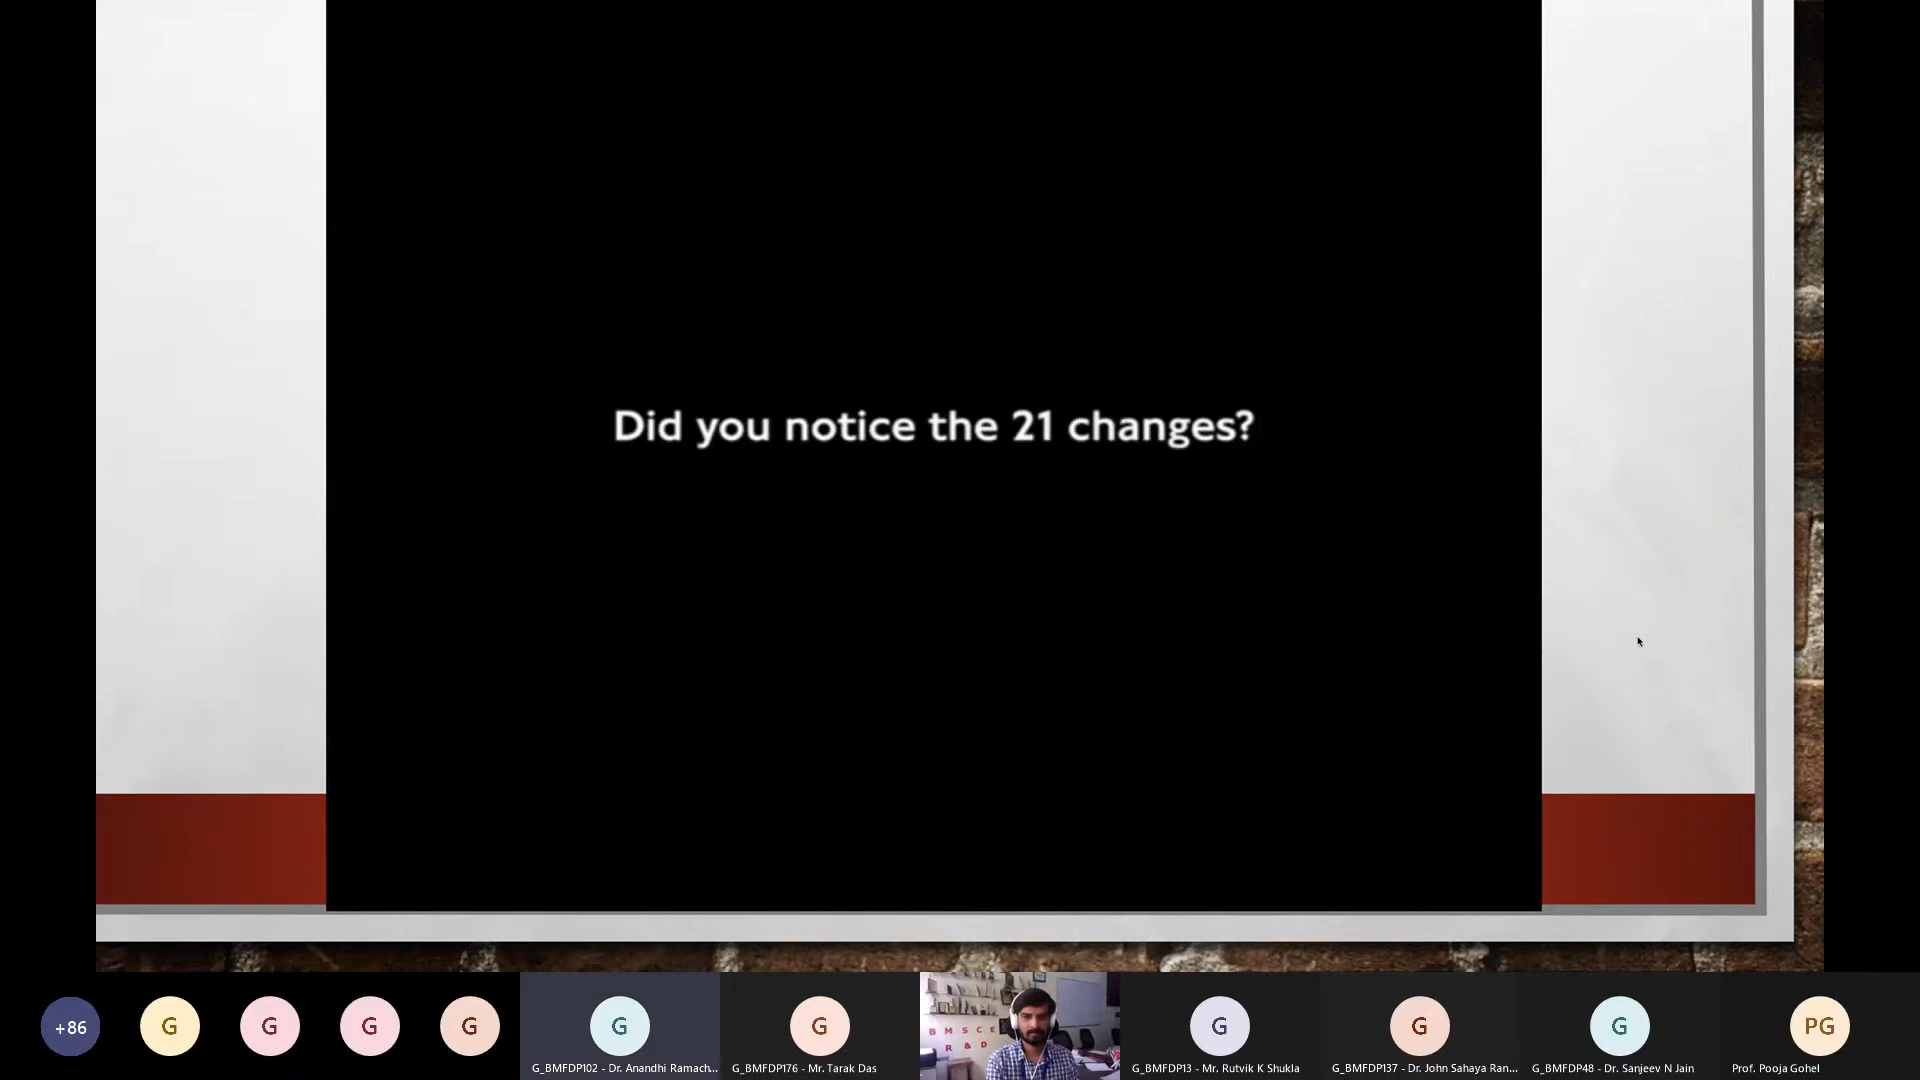 Did you notice the 21 changes?
+86
G
G
G
G
G
G
B M S C E
R & D
G
G
G
PG
G_BMFDP102 - Dr. Anandhi Ramach...
G_BMFDP176 - Mr. Tarak Das
G_BMFDP13 - Mr. Rutvik K Shukla
G_BMFDP137 - Dr. John Sahaya Ran...
G_BMFDP48 - Dr. Sanjeev N Jain
Prof. Pooja Gohel